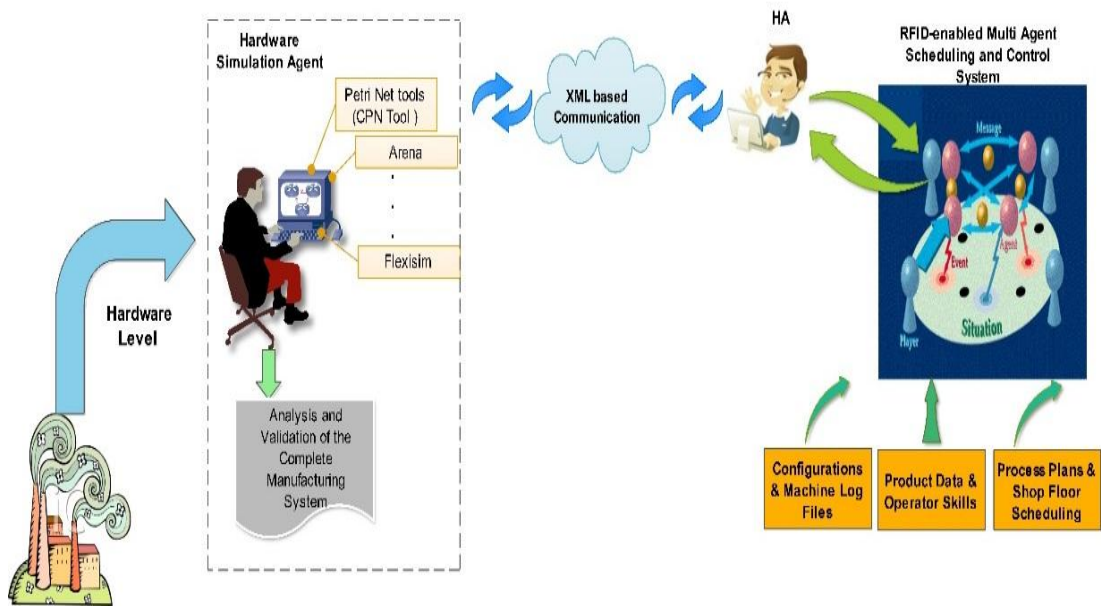 Hardware
Simulation Agent
Petri Net tools
(CPN Tool )
Arena
.
.
.
Flexisim
Hardware
Level
Analysis and
Validation of the
Complete
Manufacturing
System
XML based
Communication
HA
RFID-enabled Multi Agent
Scheduling and Control
System
Message
Agent
Event
Situation
Player
Configurations
& Machine Log
Files
Product Data &
Operator Skills
Process Plans &
Shop Floor
Scheduling